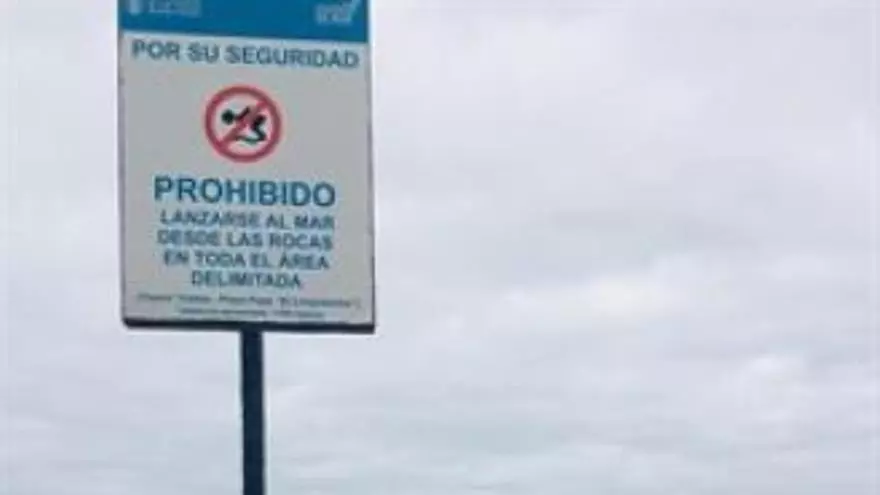 POR SU SEGURIDAD
PROHIBIDO
LANZARSE AL MAR
DESDE LAS ROCAS
EN TODA EL ÁREA
DELIMITADA